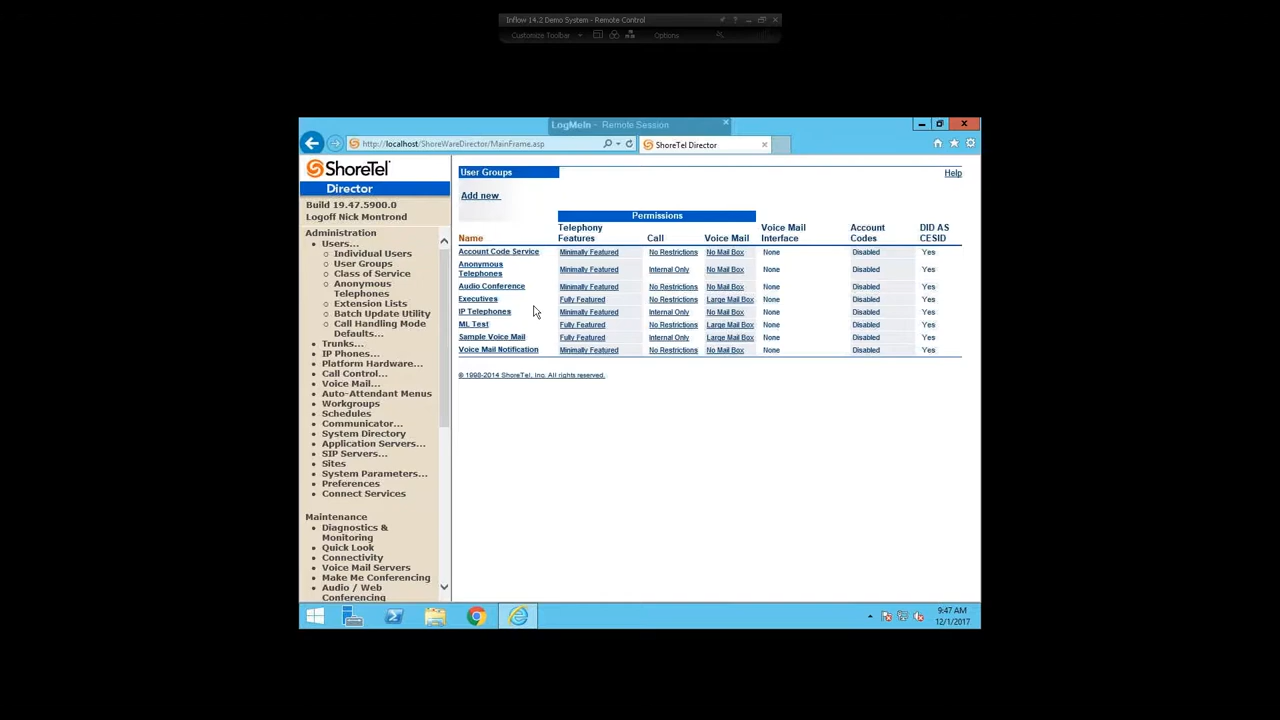 Inflow 14.2 Demo System - Remote Control
Customize Toolbar
Options
LogMeIn - Remote Session
http://localhost/ShoreWareDirector/MainFrame.asp
ShoreTel Director
ShoreTel
Director
Build 19.47.5900.0
Logoff Nick Montrond
Administration
Users...
Individual Users
User Groups
Class of Service
Anonymous
Telephones
Extension Lists
Batch Update Utility
Call Handling Mode
Defaults...
Trunks...
IP Phones...
Platform Hardware...
Call Control...
Voice Mail...
Auto-Attendant Menus
Workgroups
Schedules
Communicator...
System Directory
Application Servers...
SIP Servers...
Sites
System Parameters...
Preferences
Connect Services
Maintenance
Diagnostics &
Monitoring
Quick Look
Connectivity
Voice Mail Servers
Make Me Conferencing
Audio / Web
Conferencing
User Groups
Help
Add new
Permissions
Name
Telephony
Features
Call
Voice Mail
Voice Mail
Interface
Account
Codes
DID AS
CESID
Account Code Service Minimally Featured No Restrictions No Mail Box None Disabled Yes
Anonymous
Telephones Minimally Featured Internal Only No Mail Box None Disabled Yes
Audio Conference Minimally Featured No Restrictions No Mail Box None Disabled Yes
Executives Fully Featured No Restrictions Large Mail Box None Disabled Yes
IP Telephones Minimally Featured Internal Only No Mail Box None Disabled Yes
ML Test Fully Featured No Restrictions Large Mail Box None Disabled Yes
Sample Voice Mail Fully Featured Internal Only Large Mail Box None Disabled Yes
Voice Mail Notification Minimally Featured No Restrictions No Mail Box None Disabled Yes
© 1998-2014 ShoreTel, Inc. All rights reserved.
9:47 AM
12/1/2017